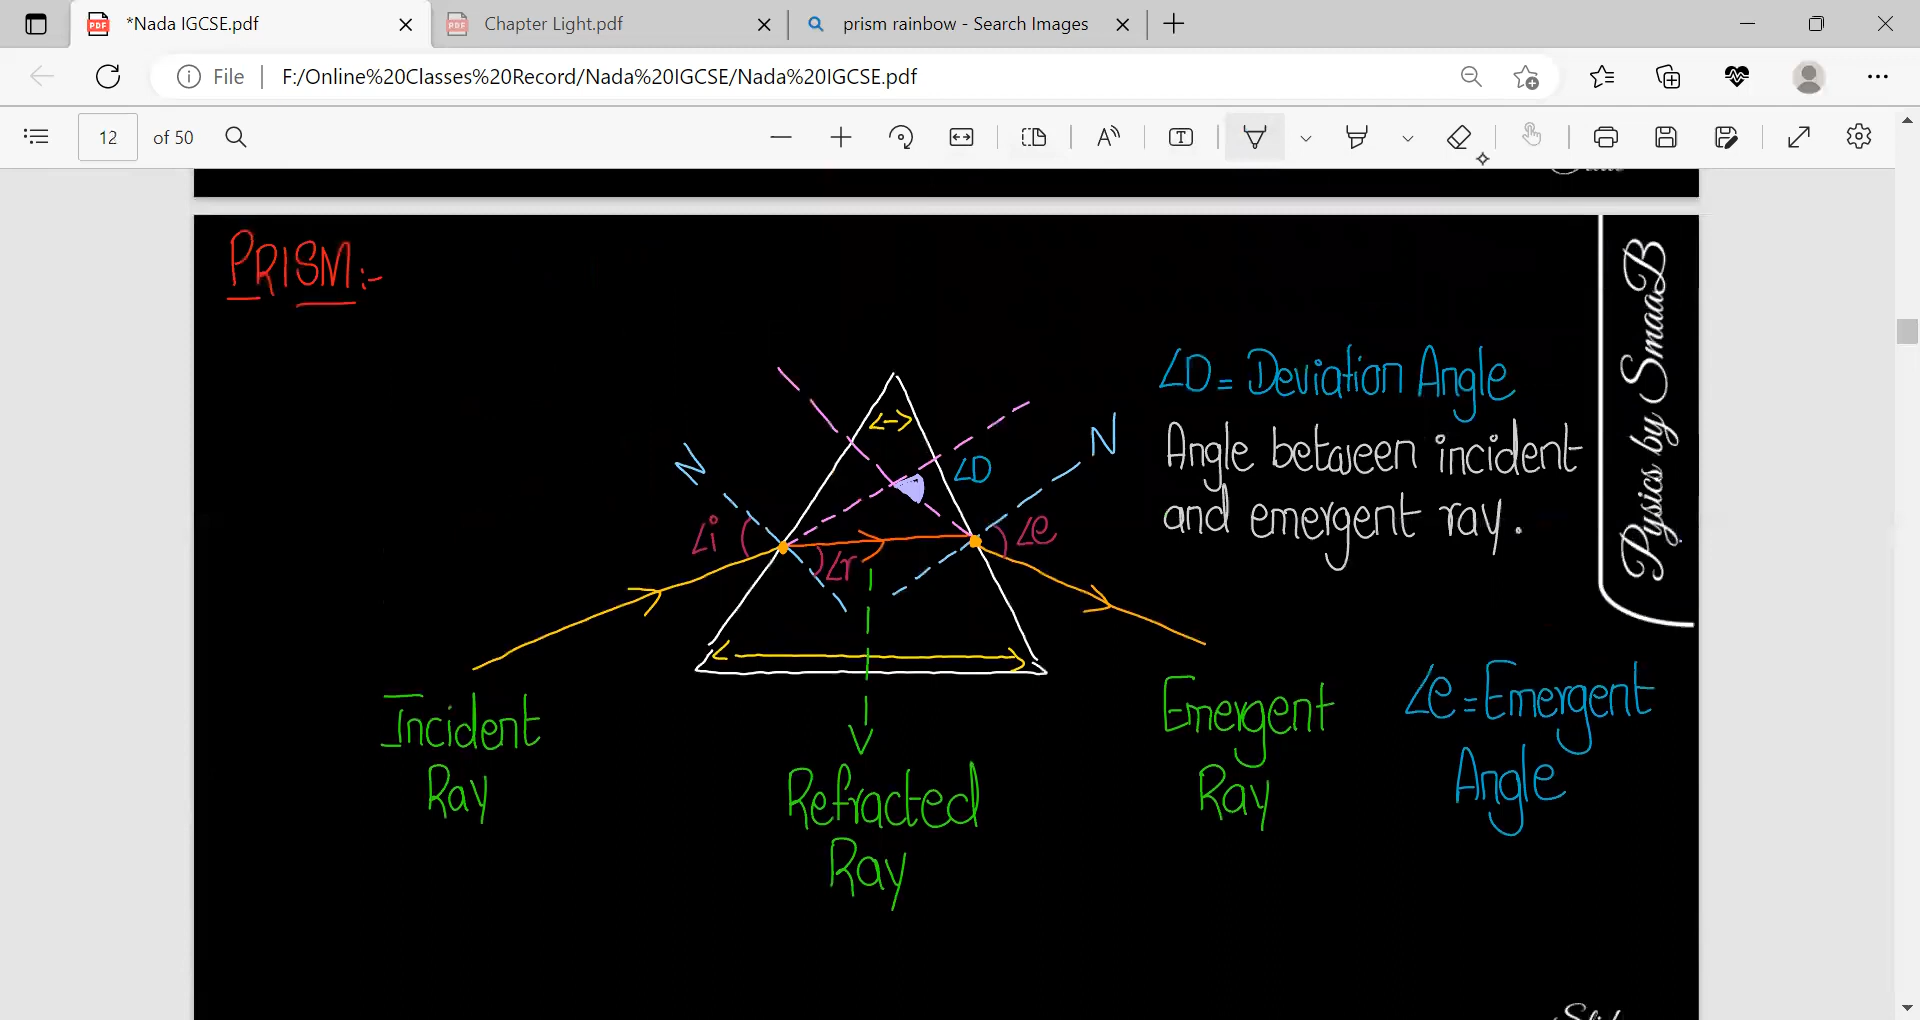 *Nada IGCSE.pdf
Chapter Light.pdf
prism rainbow - Search Images
File
F:/Online%20Classes%20Record/Nada%20IGCSE/Nada%20IGCSE.pdf
12 of 50
PRISM:-
∠D = Deviation Angle
Angle between incident
and emergent ray.
N
N
∠D
∠i
∠r
∠e
Incident
Ray
Refracted
Ray
Emergent
Ray
∠e = Emergent
Angle
Pysics by SmaaB